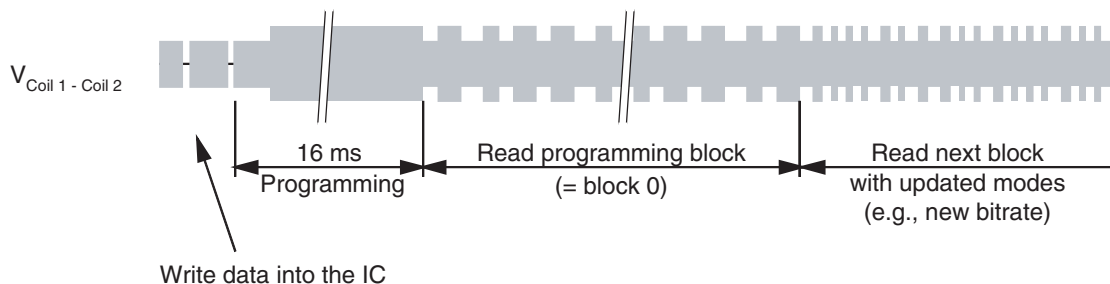 V Coil 1 - Coil 2
16 ms
Programming
Read programming block
(= block 0)
Read next block
with updated modes
(e.g., new bitrate)
Write data into the IC